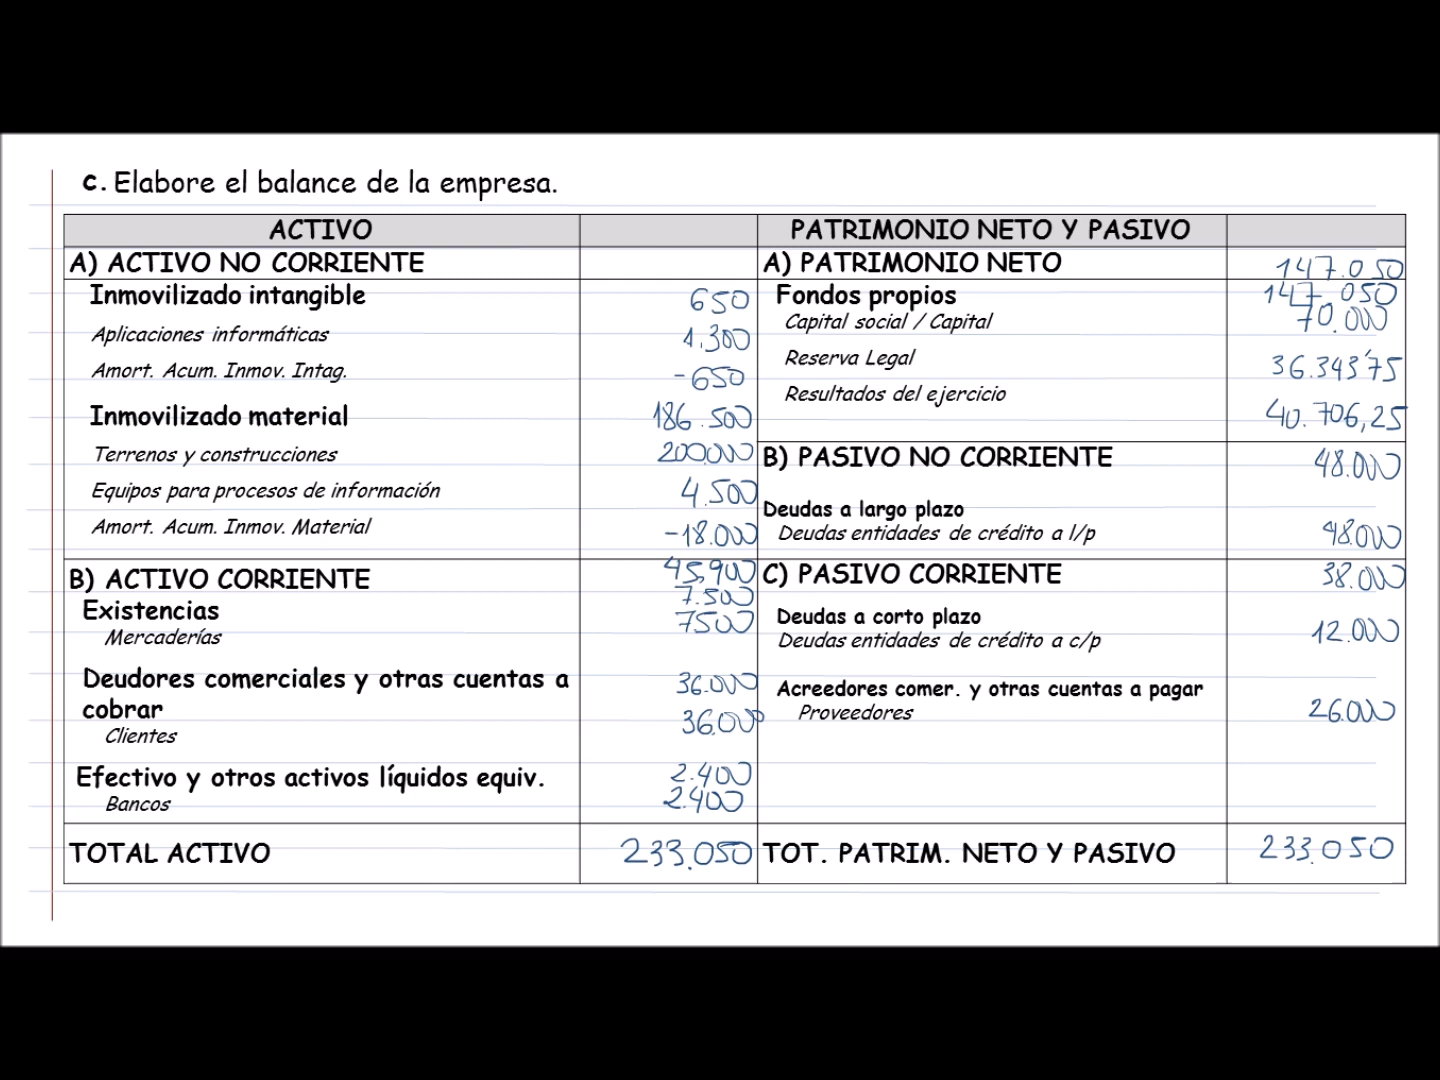 c. Elabore el balance de la empresa.
ACTIVO
A) ACTIVO NO CORRIENTE
Inmovilizado intangible 650
Aplicaciones informáticas 1.300
Amort. Acum. Inmov. Intag. -650
Inmovilizado material 186.500
Terrenos y construcciones 200.000
Equipos para procesos de información 4.500
Amort. Acum. Inmov. Material -18.000
B) ACTIVO CORRIENTE 45,900
Existencias 7.500
Mercaderías 7500
Deudores comerciales y otras cuentas a
cobrar 36.000
Clientes 36.000
Efectivo y otros activos líquidos equiv. 2.400
Bancos 2.400
TOTAL ACTIVO 233.050
PATRIMONIO NETO Y PASIVO
A) PATRIMONIO NETO 147.050
Fondos propios 147.050
Capital social / Capital 70.000
Reserva Legal 36.343'75
Resultados del ejercicio 40.706,25
B) PASIVO NO CORRIENTE 48.000
Deudas a largo plazo
Deudas entidades de crédito a l/p 48.000
C) PASIVO CORRIENTE 38.000
Deudas a corto plazo
Deudas entidades de crédito a c/p 12.000
Acreedores comer. y otras cuentas a pagar
Proveedores 26.000
TOT. PATRIM. NETO Y PASIVO 233.050